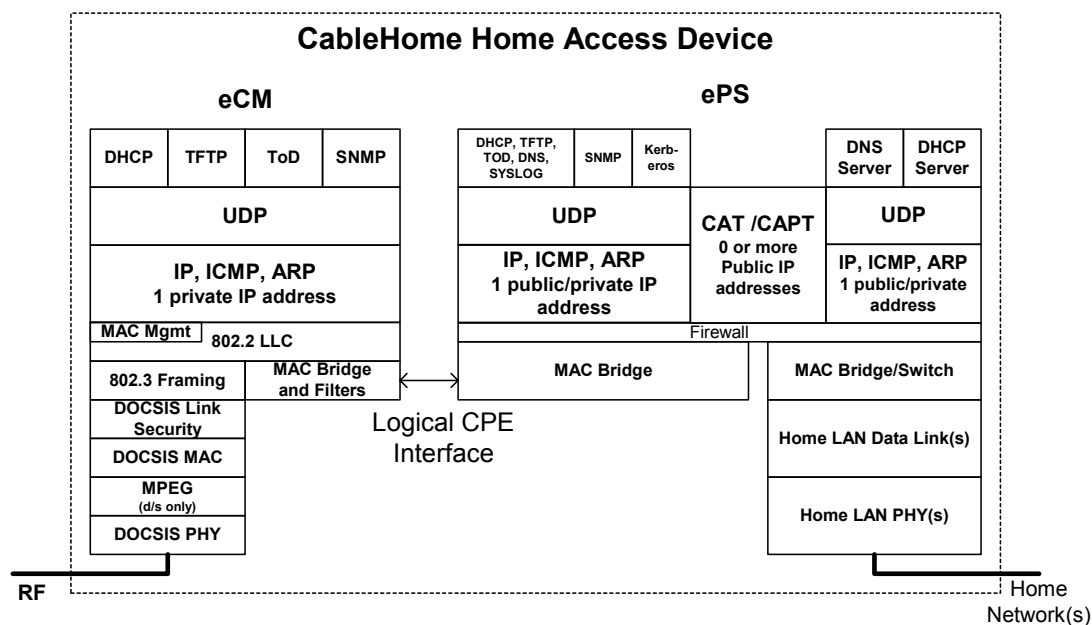 CableHome Home Access Device
eCM
ePS
DHCP
TFTP
ToD
SNMP
UDP
IP, ICMP, ARP
1 private IP address
MAC Mgmt
802.2 LLC
802.3 Framing
MAC Bridge
and Filters
DOCSIS Link
Security
DOCSIS MAC
MPEG
(d/s only)
DOCSIS PHY
RF
Logical CPE
Interface
DHCP, TFTP,
TOD, DNS,
SYSLOG
SNMP
Kerb-
eros
UDP
IP, ICMP, ARP
1 public/private IP
address
CAT /CAPT
0 or more
Public IP
addresses
DNS
Server
DHCP
Server
UDP
IP, ICMP, ARP
1 public/private
address
Firewall
MAC Bridge
MAC Bridge/Switch
Home LAN Data Link(s)
Home LAN PHY(s)
Home
Network(s)